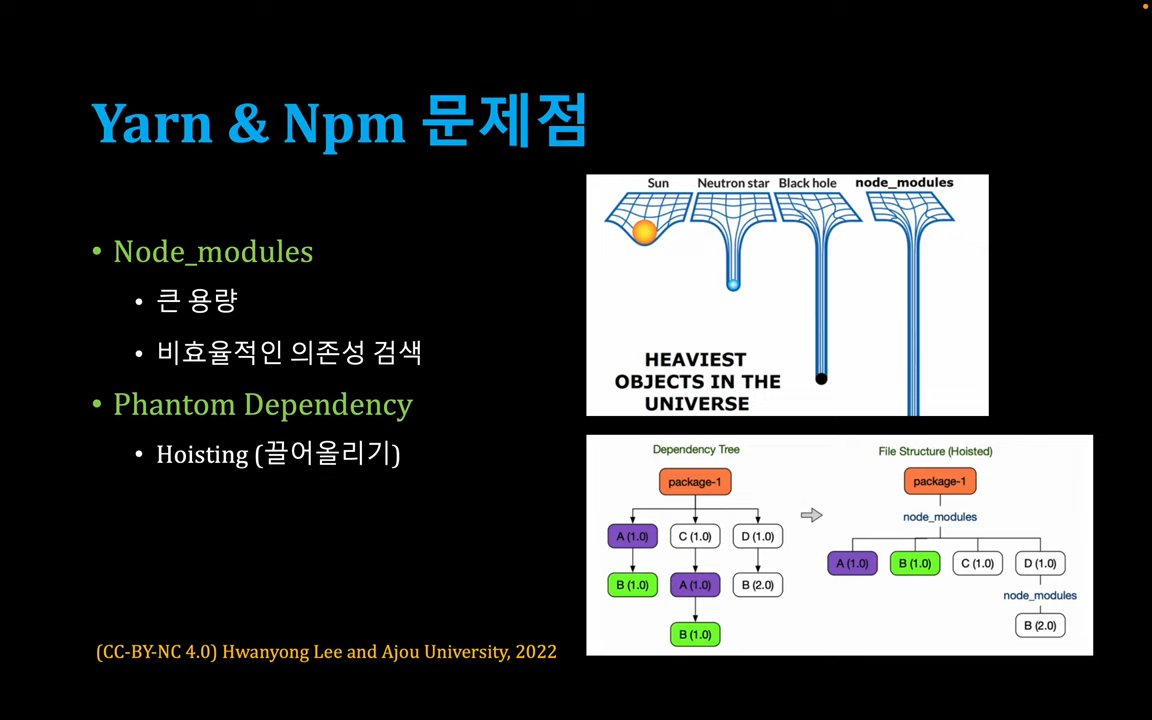 Yarn & Npm 문제점
• Node_modules
• 큰 용량
• 비효율적인 의존성 검색
• Phantom Dependency
• Hoisting (끌어올리기)
Sun Neutron star Black hole node_modules
HEAVIEST
OBJECTS IN THE
UNIVERSE
Dependency Tree
package-1
A (1.0) C (1.0) D (1.0)
B (1.0) A (1.0) B (2.0)
B (1.0)
File Structure (Hoisted)
package-1
node_modules
A (1.0) B (1.0) C (1.0) D (1.0)
node_modules
B (2.0)
(CC-BY-NC 4.0) Hwanyong Lee and Ajou University, 2022